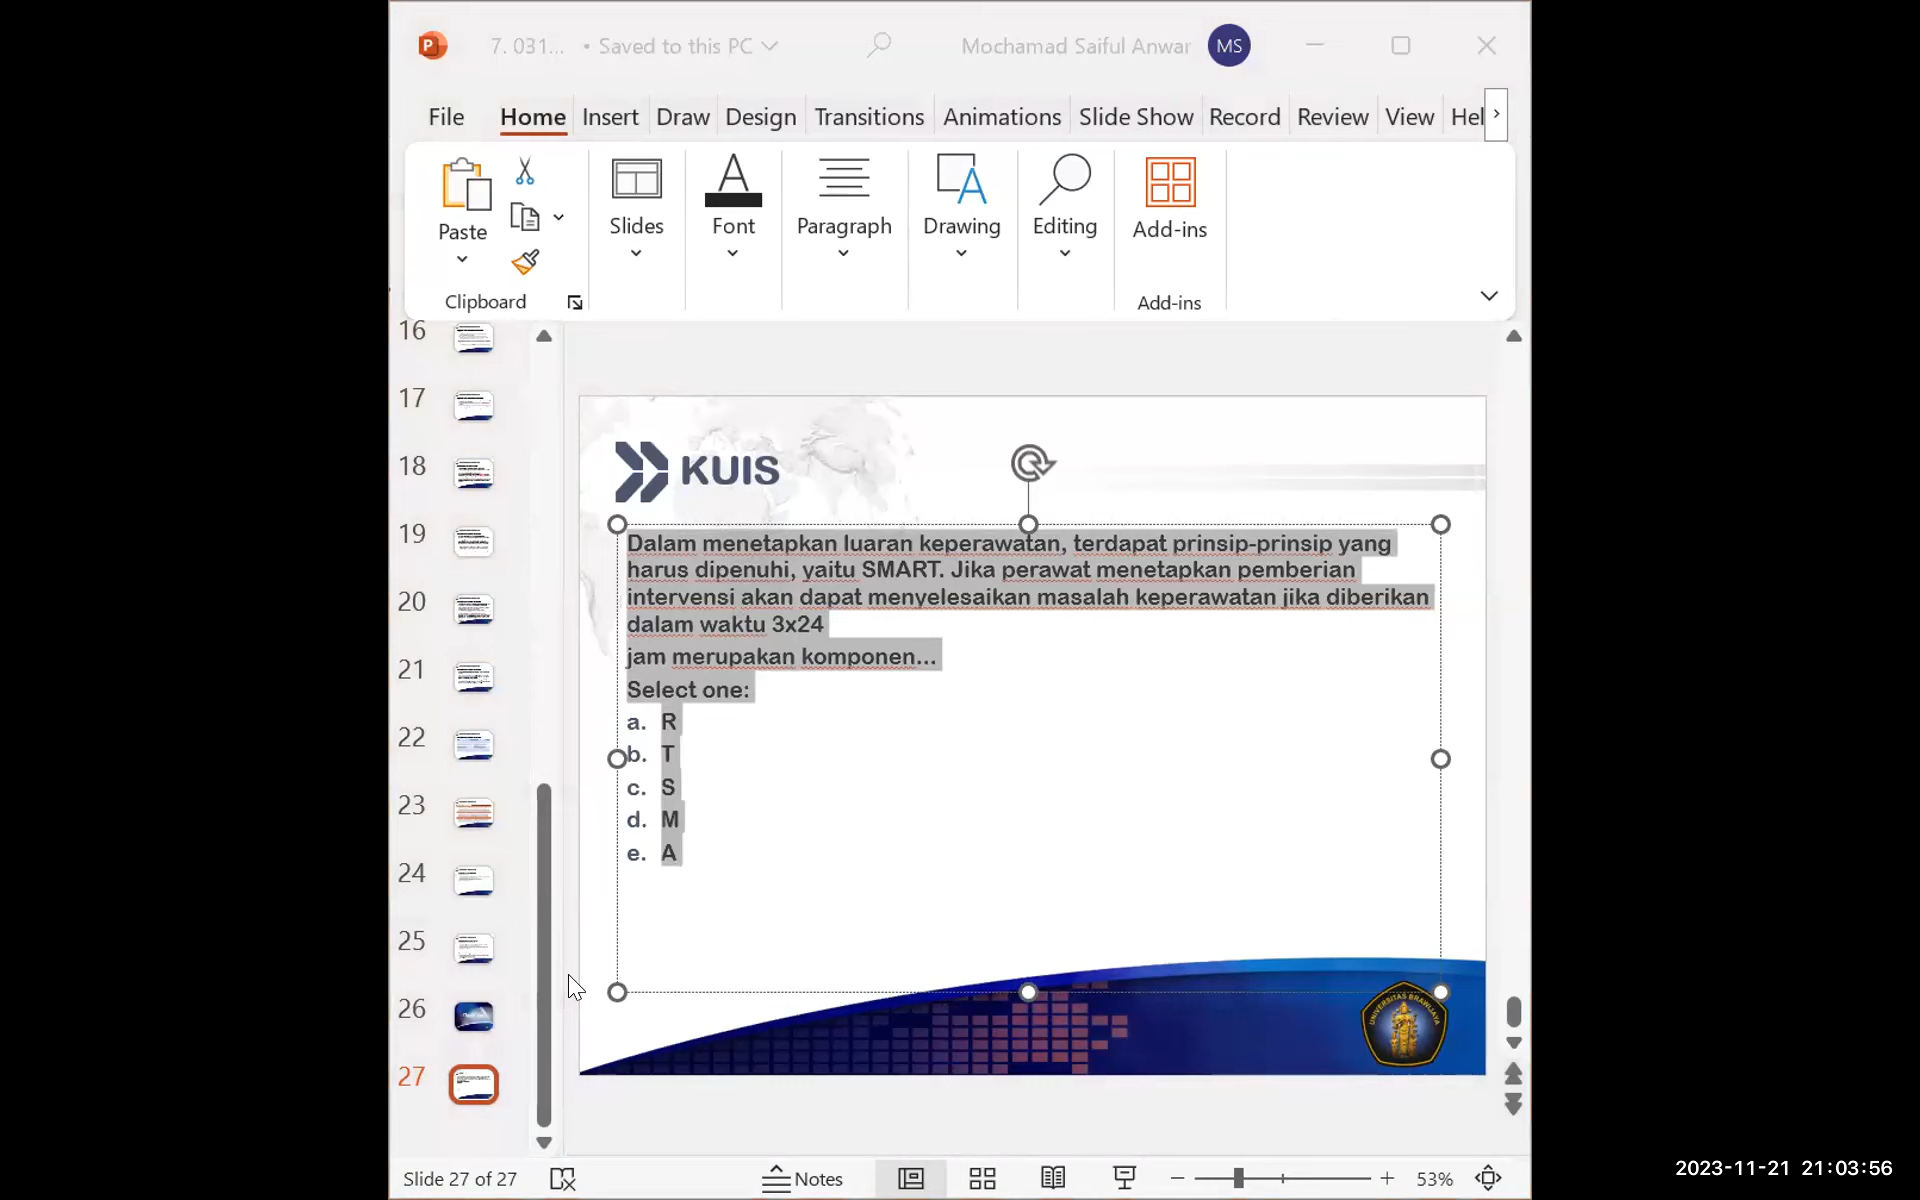 7. 031... • Saved to this PC
Mochamad Saiful Anwar MS
File Home Insert Draw Design Transitions Animations Slide Show Record Review View Hel
Paste
Slides
Font
Paragraph
Drawing
Editing
Add-ins
Clipboard
Add-ins
16
17
18
19
20
21
22
23
24
25
26
27
KUIS
Dalam menetapkan luaran keperawatan, terdapat prinsip-prinsip yang
harus dipenuhi, yaitu SMART. Jika perawat menetapkan pemberian
intervensi akan dapat menyelesaikan masalah keperawatan jika diberikan
dalam waktu 3x24
jam merupakan komponen...
Select one:
a. R
b. T
c. S
d. M
e. A
UNIVERSITAS BRAWIJAYA
Slide 27 of 27
Notes
53%
2023-11-21 21:03:56